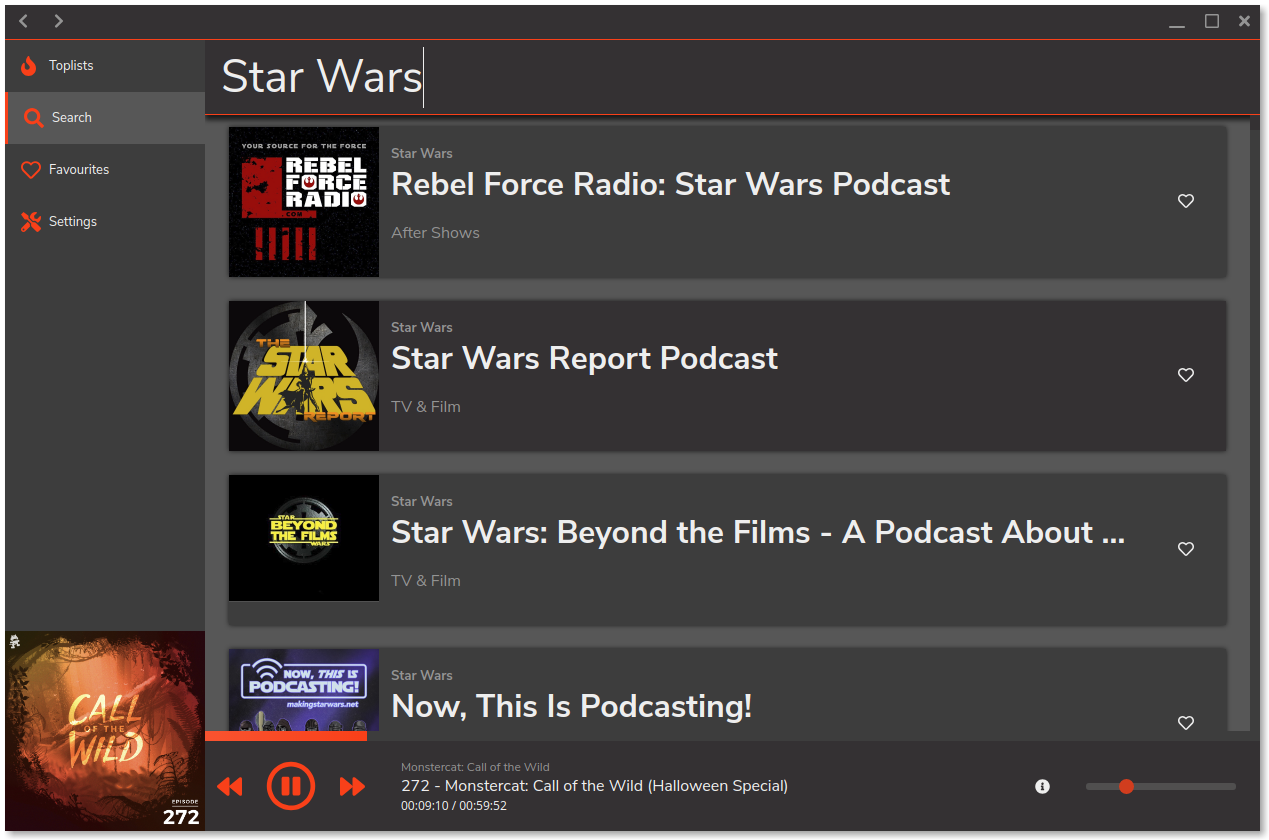 Toplists
Search
Favourites
Settings
Star Wars
YOUR SOURCE FOR THE FORCE
REBEL
FORCE
RADIO
.COM
Star Wars
Rebel Force Radio: Star Wars Podcast
After Shows
THE
STAR
WARS
REPORT
Star Wars
Star Wars Report Podcast
TV & Film
STAR
BEYOND
THE FILMS
WARS
Star Wars
Star Wars: Beyond the Films - A Podcast About ...
TV & Film
NOW, THIS IS
PODCASTING!
makingstarwars.net
Star Wars
Now, This Is Podcasting!
CALL
OF THE
WILD
EPISODE
272
Monstercat: Call of the Wild
272 - Monstercat: Call of the Wild (Halloween Special)
00:09:10 / 00:59:52